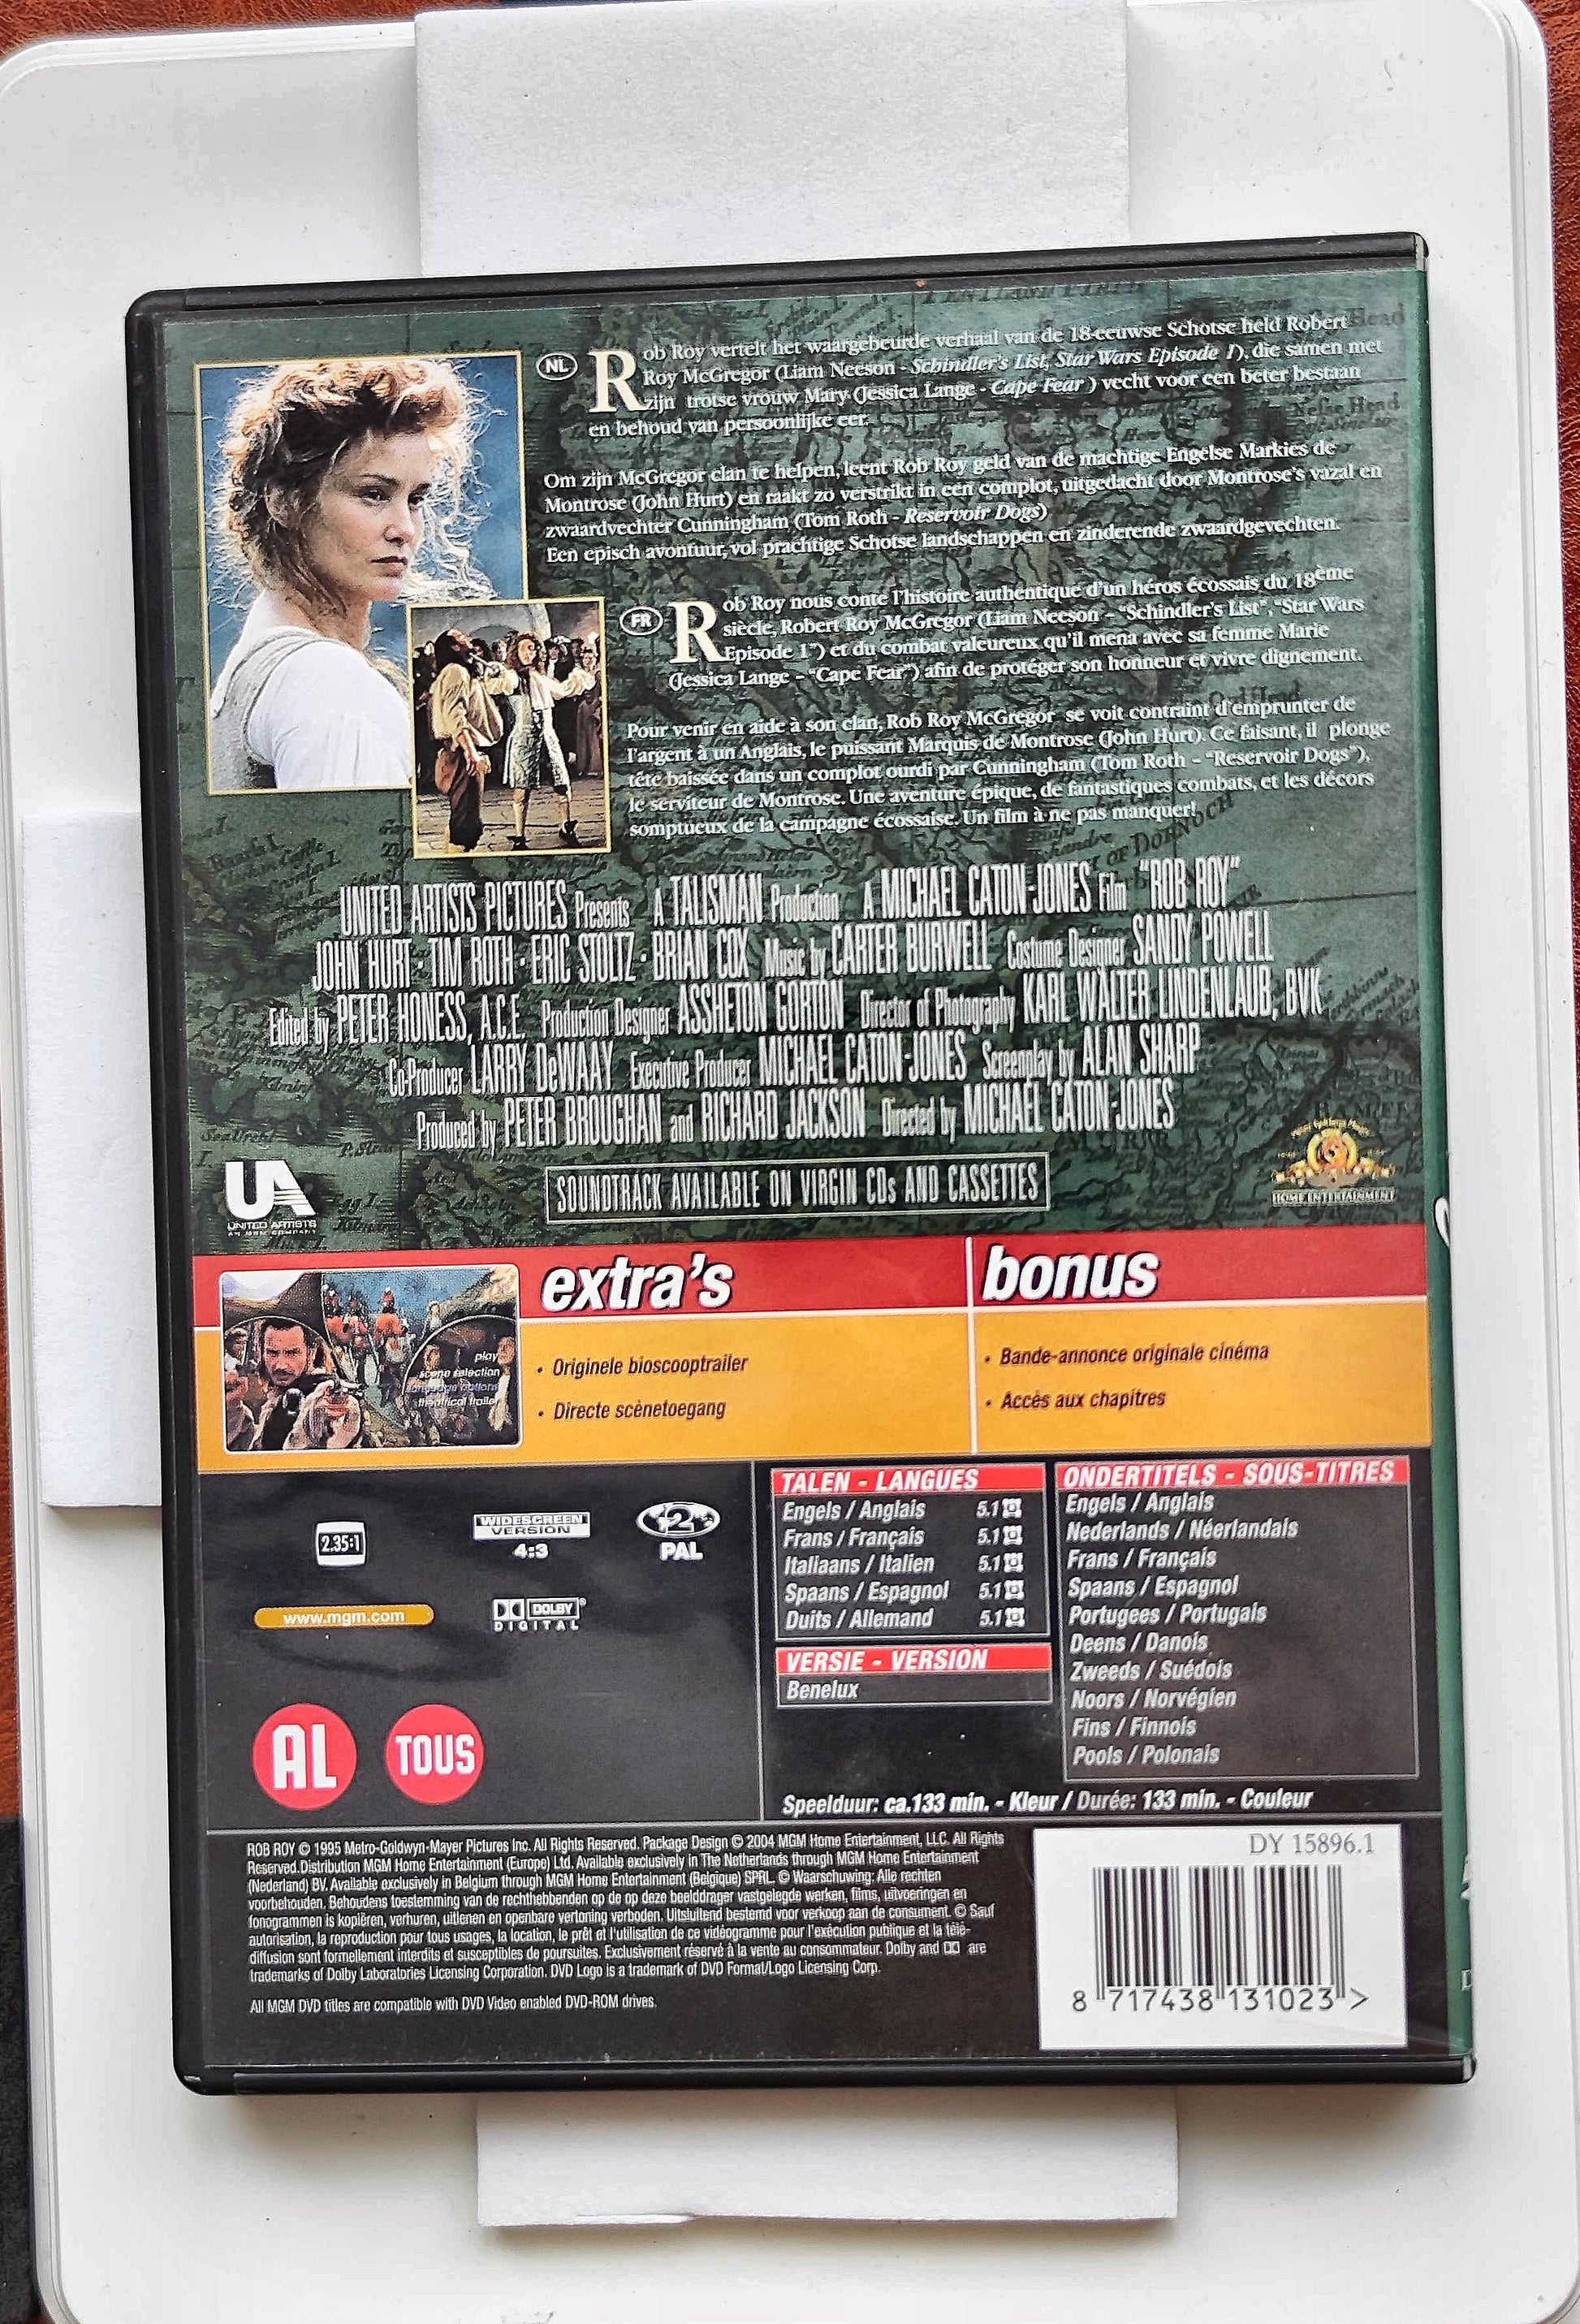 NL
Rob Roy vertelt het waargebeurde verhaal van de 18-eeuwse Schotse held Robert
Roy McGregor (Liam Neeson - Schindler's List, Star Wars Episode 1), die samen met
zijn trotse vrouw Mary (Jessica Lange - Cape Fear ) vecht voor een beter bestaan
en behoud van persoonlijke eer.
Om zijn McGregor clan te helpen, leent Rob Roy geld van de machtige Engelse Markies de
Montrose (John Hurt) en raakt zo verstrikt in een complot, uitgedacht door Montrose's vazal en
zwaardvechter Cunningham (Tom Roth - Reservoir Dogs)
Een episch avontuur, vol prachtige Schotse landschappen en zinderende zwaardgevechten.
FR
Rob Roy nous conte l'histoire authentique d'un héros écossais du 18ème
siècle, Robert Roy McGregor (Liam Neeson - "Schindler's List", "Star Wars
Episode 1") et du combat valeureux qu'il mena avec sa femme Marie
(Jessica Lange - "Cape Fear") afin de protéger son honneur et vivre dignement.
Pour venir en aide à son clan, Rob Roy McGregor se voit contraint d'emprunter de
l'argent à un Anglais, le puissant Marquis de Montrose (John Hurt). Ce faisant, il plonge
tête baissée dans un complot ourdi par Cunningham (Tom Roth - "Reservoir Dogs"),
le serviteur de Montrose. Une aventure épique, de fantastiques combats, et les décors
somptueux de la campagne écossaise. Un film à ne pas manquer!
UNITED ARTISTS PICTURES Presents A TALISMAN Production A MICHAEL CATON-JONES Film "ROB ROY"
JOHN HURT · TIM ROTH · ERIC STOLTZ · BRIAN COX Music by CARTER BURWELL Costume Designer SANDY POWELL
Edited by PETER HONESS, A.C.E. Production Designer ASSHETON GORTON Director of Photography KARL WALTER LINDENLAUB, BVK
Co-Producer LARRY DeWAAY Executive Producer MICHAEL CATON-JONES Screenplay by ALAN SHARP
Produced by PETER BROUGHAN and RICHARD JACKSON Directed by MICHAEL CATON-JONES
SOUNDTRACK AVAILABLE ON VIRGIN CDs AND CASSETTES
UA
UNITED ARTISTS
AN MGM COMPANY
HOME ENTERTAINMENT
extra's
• Originele bioscooptrailer
• Directe scènetoegang
bonus
• Bande-annonce originale cinéma
• Accès aux chapitres
play
scene selection
language options
theatrical trailer
2.35:1
WIDESCREEN
VERSION
4:3
2
PAL
www.mgm.com
DOLBY
DIGITAL
AL
TOUS
TALEN - LANGUES
Engels / Anglais 5.1
Frans / Français 5.1
Italiaans / Italien 5.1
Spaans / Espagnol 5.1
Duits / Allemand 5.1
VERSIE - VERSION
Benelux
ONDERTITELS - SOUS-TITRES
Engels / Anglais
Nederlands / Néerlandais
Frans / Français
Spaans / Espagnol
Portugees / Portugais
Deens / Danois
Zweeds / Suédois
Noors / Norvégien
Fins / Finnois
Pools / Polonais
Speelduur: ca.133 min. - Kleur / Durée: 133 min. - Couleur
ROB ROY © 1995 Metro-Goldwyn-Mayer Pictures Inc. All Rights Reserved. Package Design © 2004 MGM Home Entertainment, LLC. All Rights
Reserved.Distribution MGM Home Entertainment (Europe) Ltd. Available exclusively in The Netherlands through MGM Home Entertainment
(Nederland) BV. Available exclusively in Belgium through MGM Home Entertainment (Belgique) SPRL. © Waarschuwing: Alle rechten
voorbehouden. Behoudens toestemming van de rechthebbenden op de op deze beelddrager vastgelegde werken, films, uitvoeringen en
fonogrammen is kopiëren, verhuren, uitlenen en openbare vertoning verboden. Uitsluitend bestemd voor verkoop aan de consument. © Sauf
autorisation, la reproduction pour tous usages, la location, le prêt et l'utilisation de ce vidéogramme pour l'exécution publique et la télé-
diffusion sont formellement interdits et susceptibles de poursuites. Exclusivement réservé à la vente au consommateur. Dolby and are
trademarks of Dolby Laboratories Licensing Corporation. DVD Logo is a trademark of DVD Format/Logo Licensing Corp.
All MGM DVD titles are compatible with DVD Video enabled DVD-ROM drives.
DY 15896.1
8 717438 131023 >